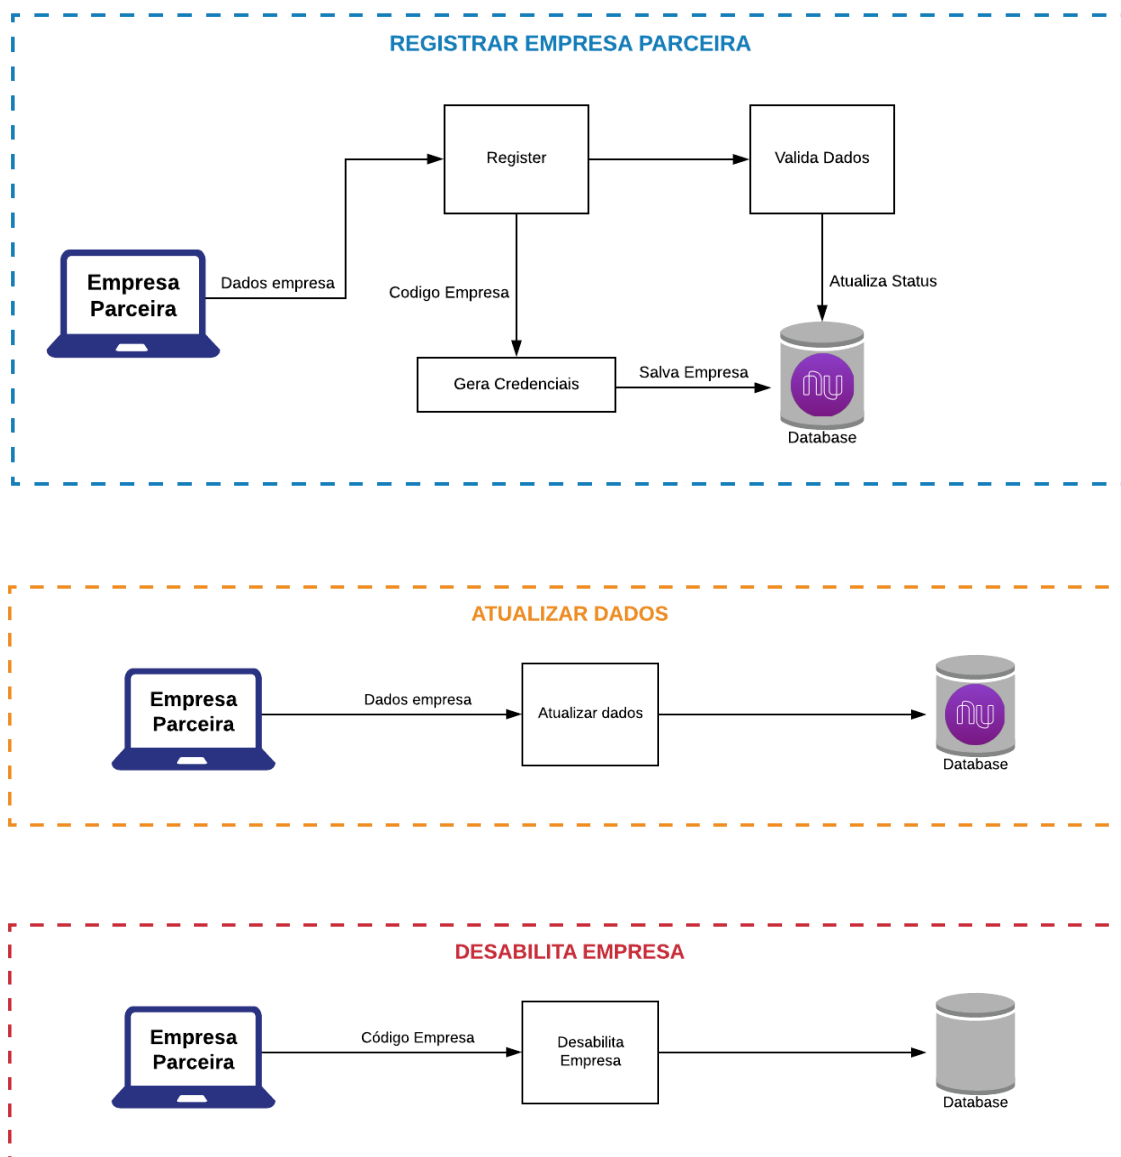 REGISTRAR EMPRESA PARCEIRA
Register
Valida Dados
Empresa
Parceira
Dados empresa
Codigo Empresa
Atualiza Status
Gera Credenciais
Salva Empresa
nu
Database
ATUALIZAR DADOS
Empresa
Parceira
Dados empresa
Atualizar dados
nu
Database
DESABILITA EMPRESA
Empresa
Parceira
Código Empresa
Desabilita
Empresa
Database